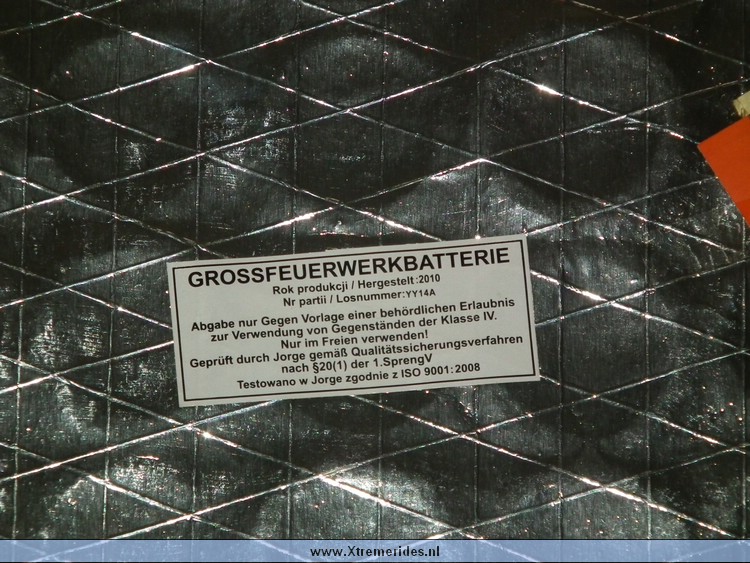 GROSSFEUERWERKBATTERIE
Rok produkcji / Hergestelt:2010
Nr partii / Losnummer:YY14A
Abgabe nur Gegen Vorlage einer behördlichen Erlaubnis
zur Verwendung von Gegenständen der Klasse IV.
Nur im Freien verwenden!
Geprüft durch Jorge gemäß Qualitätssicherungsverfahren
nach §20(1) der 1.SprengV
Testowano w Jorge zgodnie z ISO 9001:2008
www.Xtremerides.nl